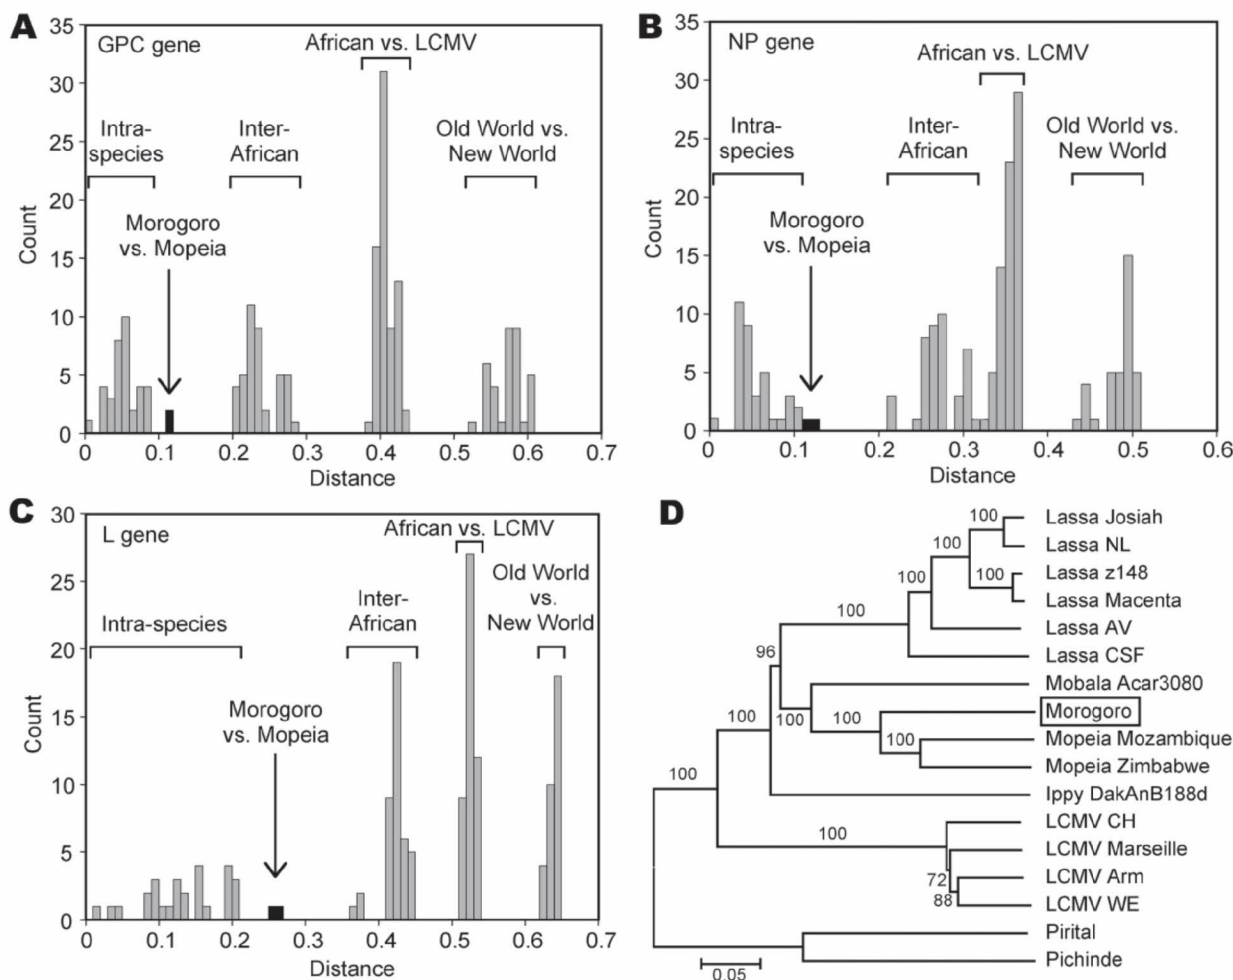 A
GPC gene
African vs. LCMV
Intra-
species
Inter-
African
Old World vs.
New World
Morogoro
vs. Mopeia
Count
35
30
25
20
15
10
5
0
0 0.1 0.2 0.3 0.4 0.5 0.6 0.7
Distance
B
NP gene
African vs. LCMV
Intra-
species
Inter-
African
Old World vs.
New World
Morogoro
vs. Mopeia
Count
35
30
25
20
15
10
5
0
0 0.1 0.2 0.3 0.4 0.5 0.6
Distance
C
L gene
African vs. LCMV
Intra-species
Inter-
African
Old World
vs.
New World
Morogoro
vs. Mopeia
Count
30
25
20
15
10
5
0
0 0.1 0.2 0.3 0.4 0.5 0.6 0.7
Distance
D
100 Lassa Josiah
Lassa NL
100
100 Lassa z148
100
Lassa Macenta
100 Lassa AV
96 Lassa CSF
Mobala Acar3080
100 100 100 Morogoro
100 Mopeia Mozambique
100 Mopeia Zimbabwe
Ippy DakAnB188d
100 LCMV CH
LCMV Marseille
72 LCMV Arm
88 LCMV WE
Pirital
Pichinde
0.05